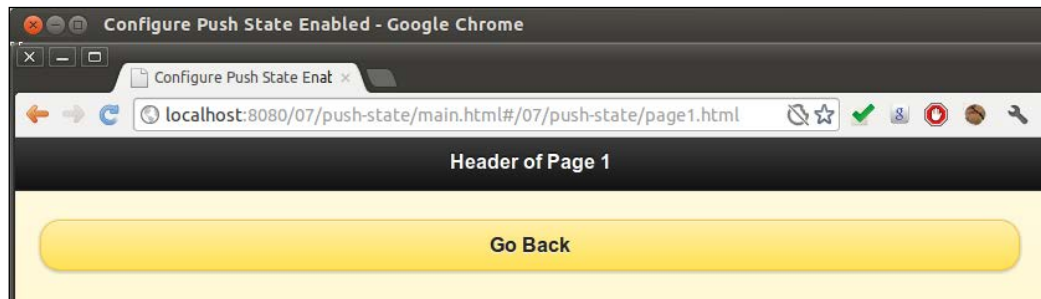 Configure Push State Enabled - Google Chrome
Configure Push State Enat
localhost:8080/07/push-state/main.html#/07/push-state/page1.html
8
Header of Page 1
Go Back